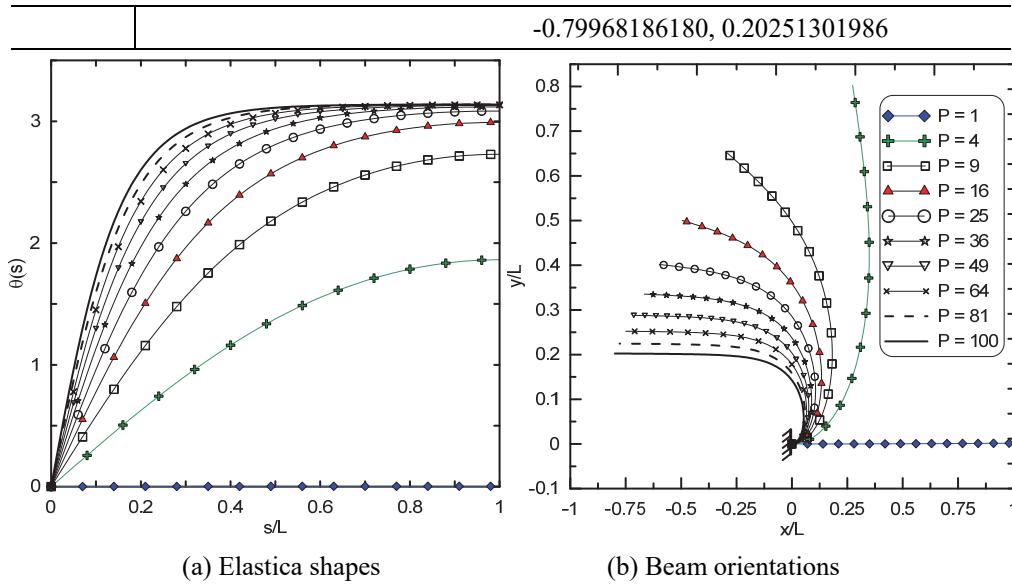 -0.79968186180, 0.20251301986
3
2
1
0
θ(s)
0 0.2 0.4 0.6 0.8 1
s/L
(a) Elastica shapes
0.8
0.7
0.6
0.5
0.4
0.3
0.2
0.1
0
-0.1
y/L
-1 -0.75 -0.5 -0.25 0 0.25 0.5 0.75 1
x/L
P = 1
P = 4
P = 9
P = 16
P = 25
P = 36
P = 49
P = 64
P = 81
P = 100
(b) Beam orientations